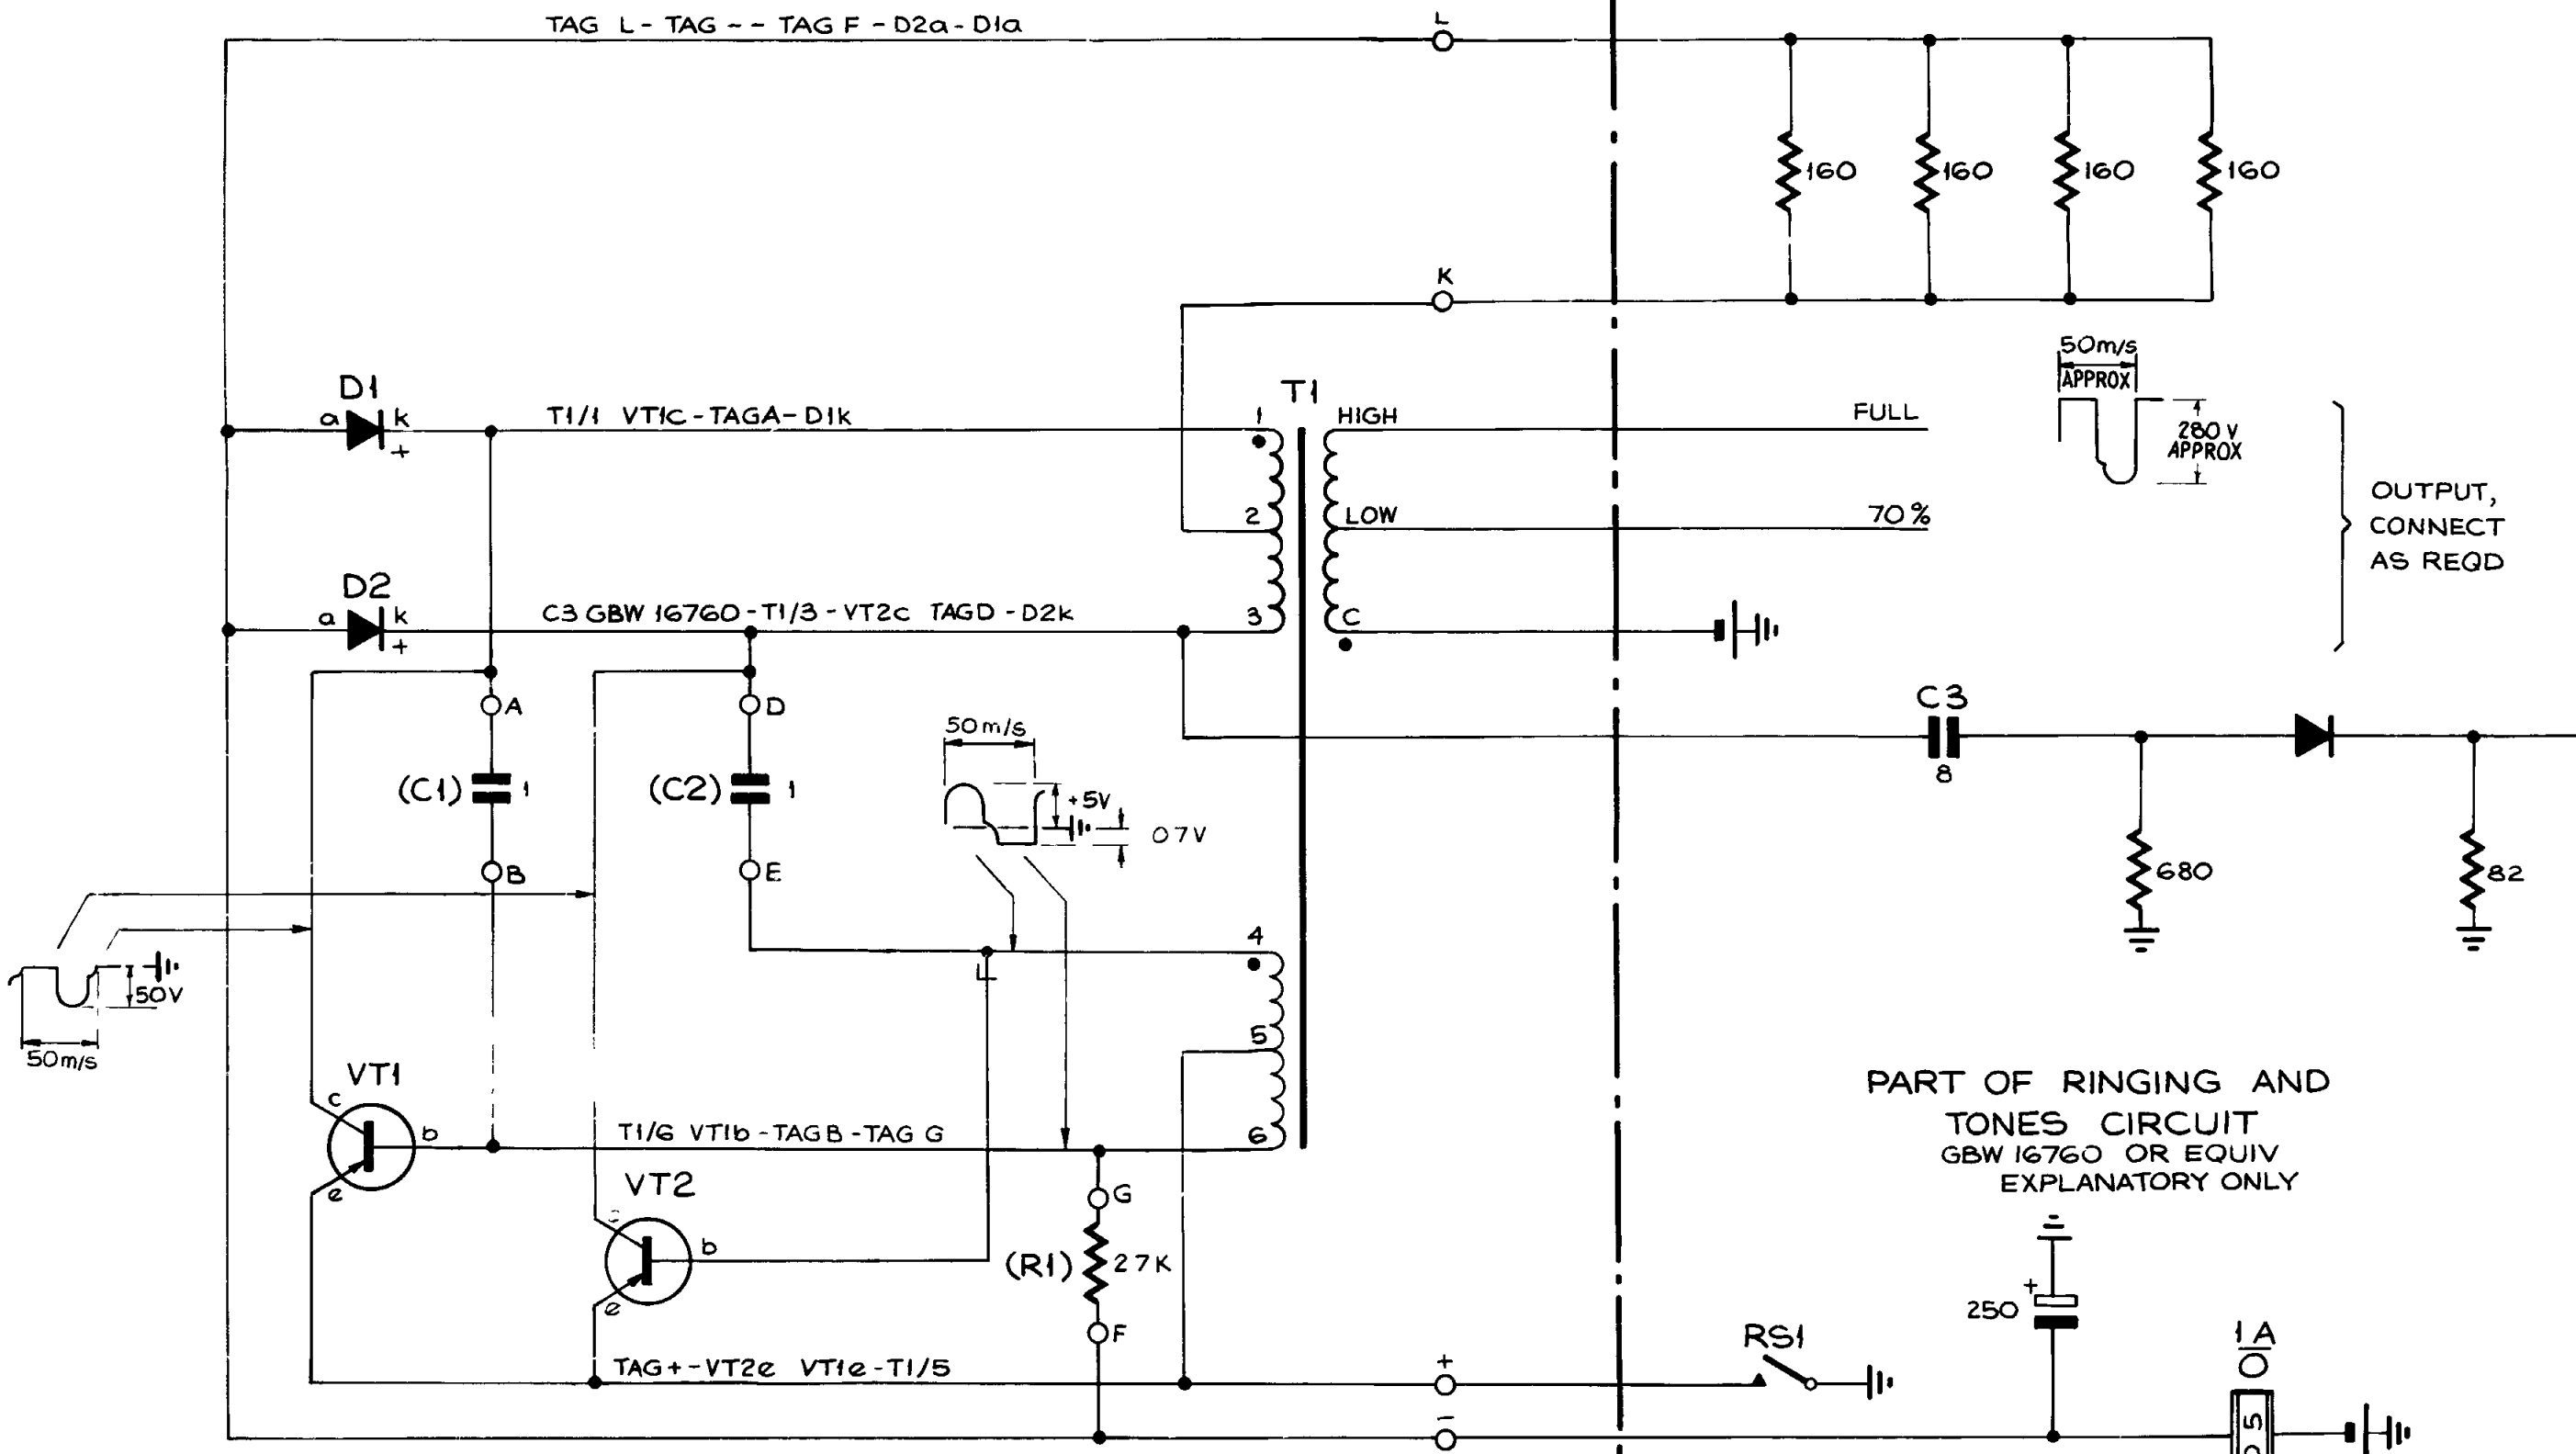 TAG L- TAG -- TAG F - D2a - D1a
L
160
160
160
160
K
50m/s
APPROX
D1
a
k
+
T1/1 VT1C - TAGA - D1K
T1
1
HIGH
FULL
280 V
APPROX
2
LOW
70%
OUTPUT,
CONNECT
AS REQD
D2
a
k
+
C3 GBW 16760 - T1/3 - VT2c TAGD - D2k
3
C
A
D
C3
8
50m/s
(C1)
1
(C2)
1
+5V
07V
B
E
680
82
4
50V
50m/s
5
VT1
c
b
e
T1/6 VT1b - TAGB - TAG G
6
PART OF RINGING AND
TONES CIRCUIT
GBW 16760 OR EQUIV
EXPLANATORY ONLY
VT2
b
e
G
(R1)
27K
F
250
+
TAG+ - VT2e VT1e - T1/5
+
RS1
1A
-